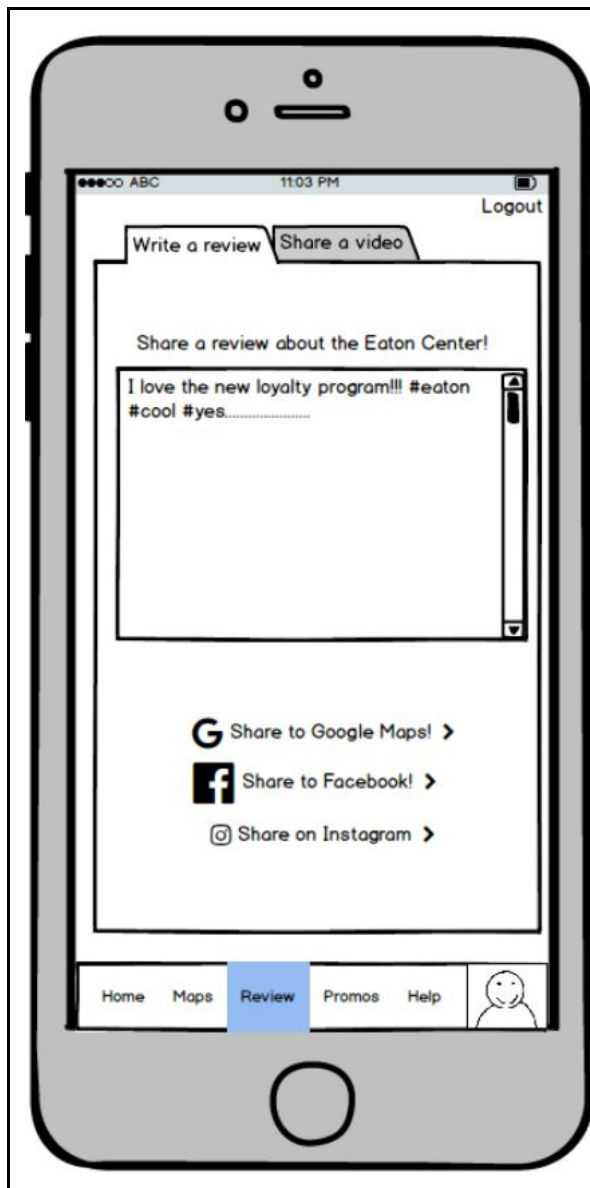 ABC 11:03 PM
Logout
Write a review Share a video
Share a review about the Eaton Center!
I love the new loyalty program!!! #eaton
#cool #yes......................
G Share to Google Maps! >
f Share to Facebook! >
Share on Instagram >
Home Maps Review Promos Help